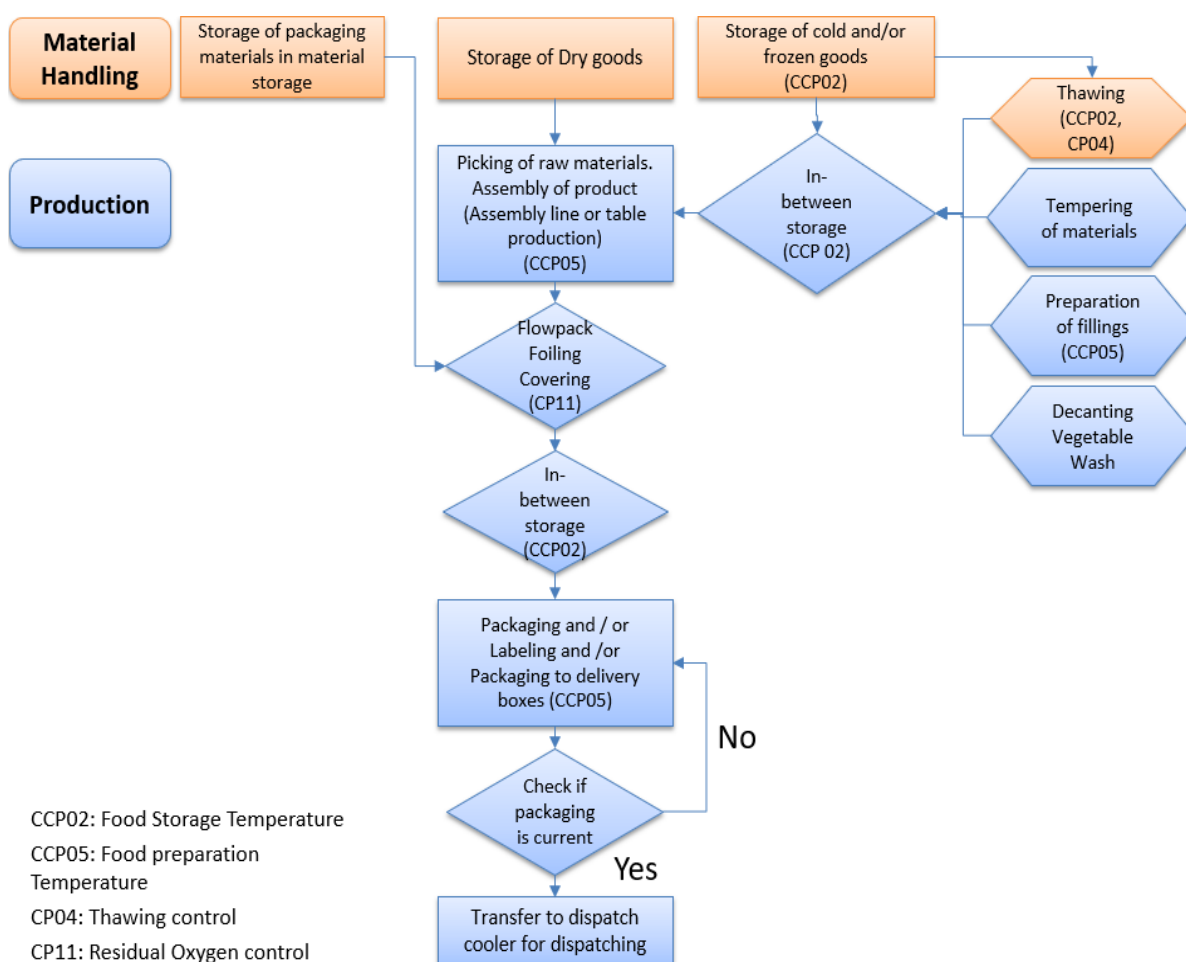 Material
Handling
Storage of packaging
materials in material
storage
Storage of Dry goods
Storage of cold and/or
frozen goods
(CCP02)
Thawing
(CCP02,
CP04)
Production
Picking of raw materials.
Assembly of product
(Assembly line or table
production)
(CCP05)
In-
between
storage
(CCP 02)
Tempering
of materials
Preparation
of fillings
(CCP05)
Decanting
Vegetable
Wash
Flowpack
Foiling
Covering
(CP11)
In-
between
storage
(CCP02)
Packaging and / or
Labeling and /or
Packaging to delivery
boxes (CCP05)
No
Check if
packaging
is current
Yes
Transfer to dispatch
cooler for dispatching
CCP02: Food Storage Temperature
CCP05: Food preparation
Temperature
CP04: Thawing control
CP11: Residual Oxygen control